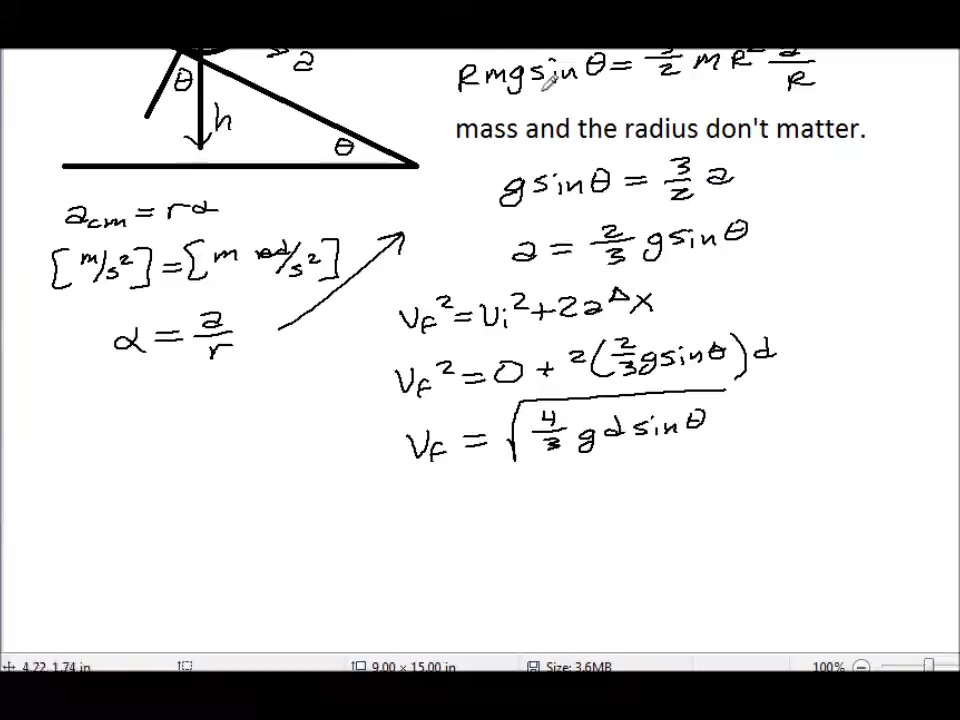 a
θ
h
θ
Rmgsinθ = 3/2 mR² a/R
mass and the radius don't matter.
gsinθ = 3/2 a
a_cm = rα
a = 2/3 gsinθ
[m/s²] = [m rad/s²]
α = a/r
v_f² = v_i² + 2aΔx
v_f² = 0 + 2(2/3 gsinθ)d
v_f = √(4/3 gdsinθ)
4.22, 1.74 in
9.00 × 15.00 in
Size: 3.6MB
100%